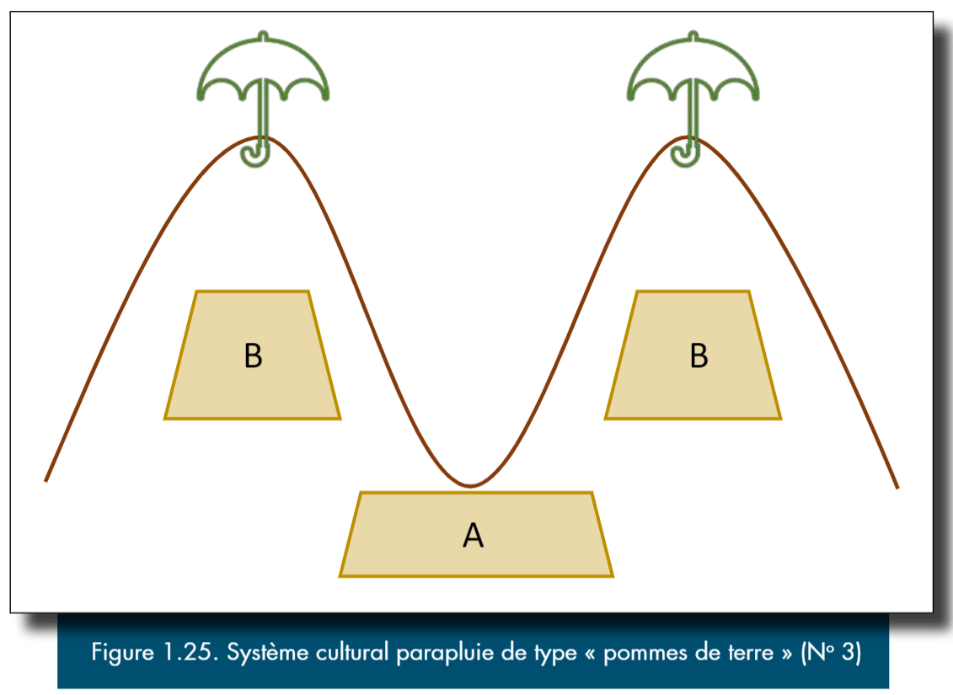 B
B
A
Figure 1.25. Système cultural parapluie de type « pommes de terre » (Nº 3)